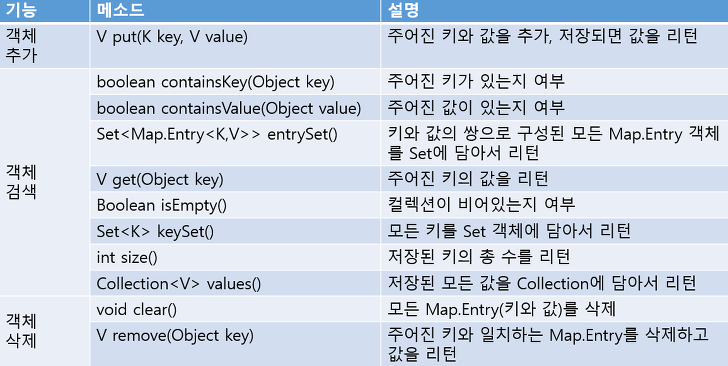 기능 메소드 설명
객체
추가
V put(K key, V value) 주어진 키와 값을 추가, 저장되면 값을 리턴
객체
검색
boolean containsKey(Object key) 주어진 키가 있는지 여부
boolean containsValue(Object value) 주어진 값이 있는지 여부
Set<Map.Entry<K,V>> entrySet() 키와 값의 쌍으로 구성된 모든 Map.Entry 객체
를 Set에 담아서 리턴
V get(Object key) 주어진 키의 값을 리턴
Boolean isEmpty() 컬렉션이 비어있는지 여부
Set<K> keySet() 모든 키를 Set 객체에 담아서 리턴
int size() 저장된 키의 총 수를 리턴
Collection<V> values() 저장된 모든 값을 Collection에 담아서 리턴
객체
삭제
void clear() 모든 Map.Entry(키와 값)를 삭제
V remove(Object key) 주어진 키와 일치하는 Map.Entry를 삭제하고
값을 리턴